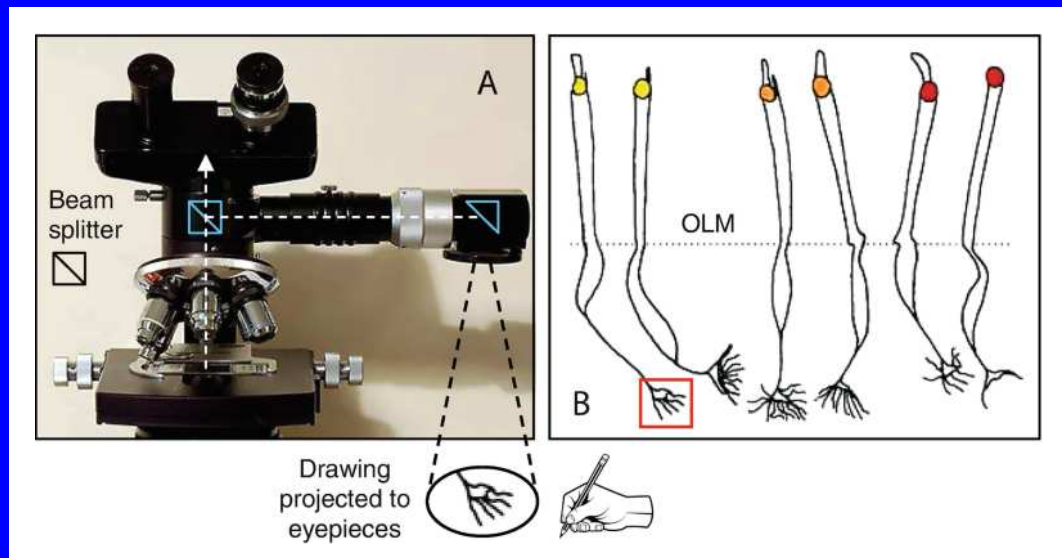 A
Beam
splitter
OLM
B
Drawing
projected to
eyepieces